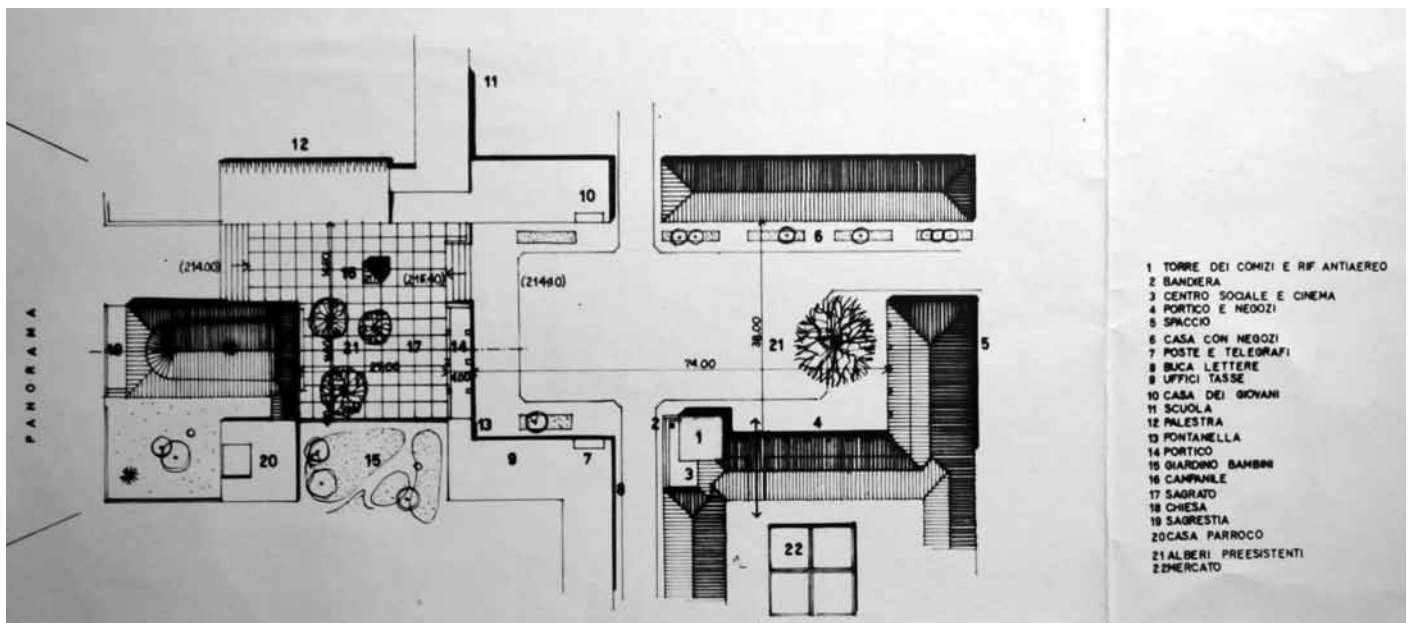 11
12
10
6
(214.00)
16
(215.40)
(214.40)
14.60
38.00
PANORAMA
21
17
14
21
5
25.00
4.00
74.00
13
2
1
4
20
15
9
7
3
8
22
1 TORRE DEI COMIZI E RIF ANTIAEREO
2 BANDIERA
3 CENTRO SOCIALE E CINEMA
4 PORTICO E NEGOZI
5 SPACCIO
6 CASA CON NEGOZI
7 POSTE E TELEGRAFI
8 BUCA LETTERE
9 UFFICI TASSE
10 CASA DEI GIOVANI
11 SCUOLA
12 PALESTRA
13 FONTANELLA
14 PORTICO
15 GIARDINO BAMBINI
16 CAMPANILE
17 SAGRATO
18 CHIESA
19 SAGRESTIA
20 CASA PARROCO
21 ALBERI PREESISTENTI
22 MERCATO